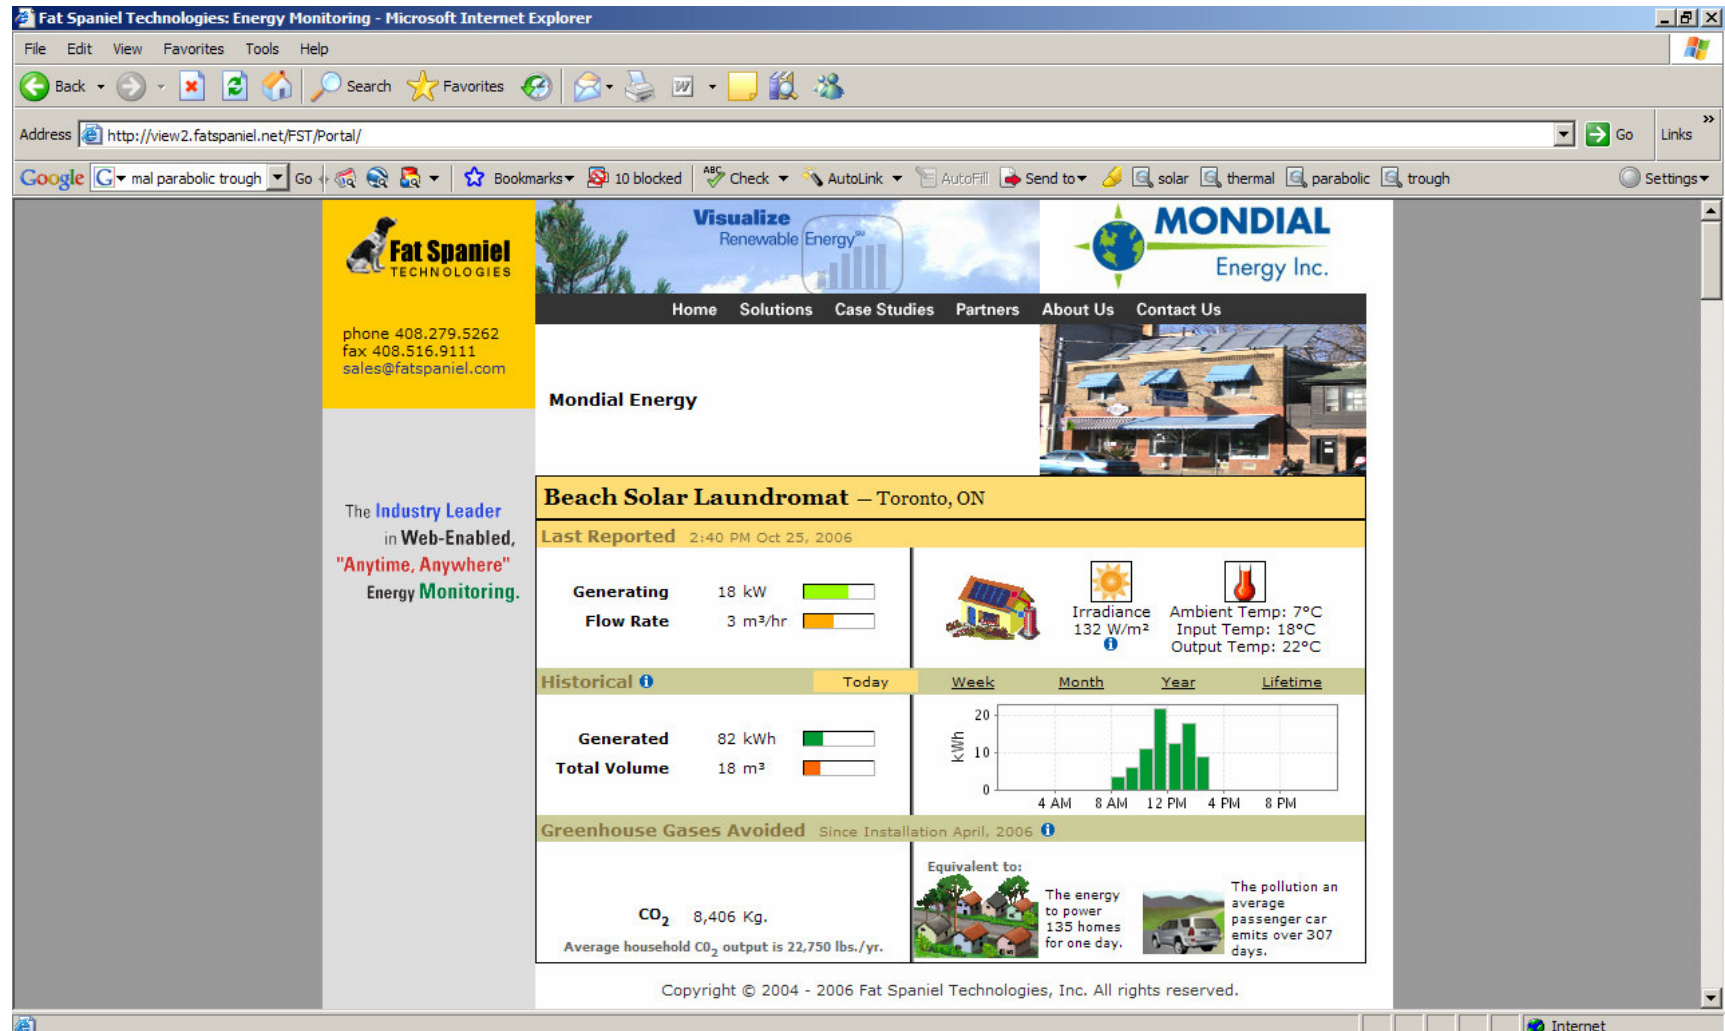 Fat Spaniel Technologies: Energy Monitoring - Microsoft Internet Explorer
File Edit View Favorites Tools Help
Back Search Favorites
Address http://view2.fatspaniel.net/FST/Portal/ Go Links »
Google G mal parabolic trough Go Bookmarks 10 blocked ABC Check AutoLink AutoFill Send to solar thermal parabolic trough Settings
Fat Spaniel
TECHNOLOGIES
phone 408.279.5262
fax 408.516.9111
sales@fatspaniel.com
The Industry Leader
in Web-Enabled,
"Anytime, Anywhere"
Energy Monitoring.
Visualize
Renewable Energy℠
MONDIAL
Energy Inc.
Home Solutions Case Studies Partners About Us Contact Us
Mondial Energy
Beach Solar Laundromat — Toronto, ON
Last Reported 2:40 PM Oct 25, 2006
Generating 18 kW
Flow Rate 3 m³/hr
Irradiance
132 W/m²
Ambient Temp: 7°C
Input Temp: 18°C
Output Temp: 22°C
Historical Today Week Month Year Lifetime
Generated 82 kWh
Total Volume 18 m³
kWh
20
10
0
4 AM 8 AM 12 PM 4 PM 8 PM
Greenhouse Gases Avoided Since Installation April, 2006
CO₂ 8,406 Kg.
Average household CO₂ output is 22,750 lbs./yr.
Equivalent to:
The energy
to power
135 homes
for one day.
The pollution an
average
passenger car
emits over 307
days.
Copyright © 2004 - 2006 Fat Spaniel Technologies, Inc. All rights reserved.
Internet